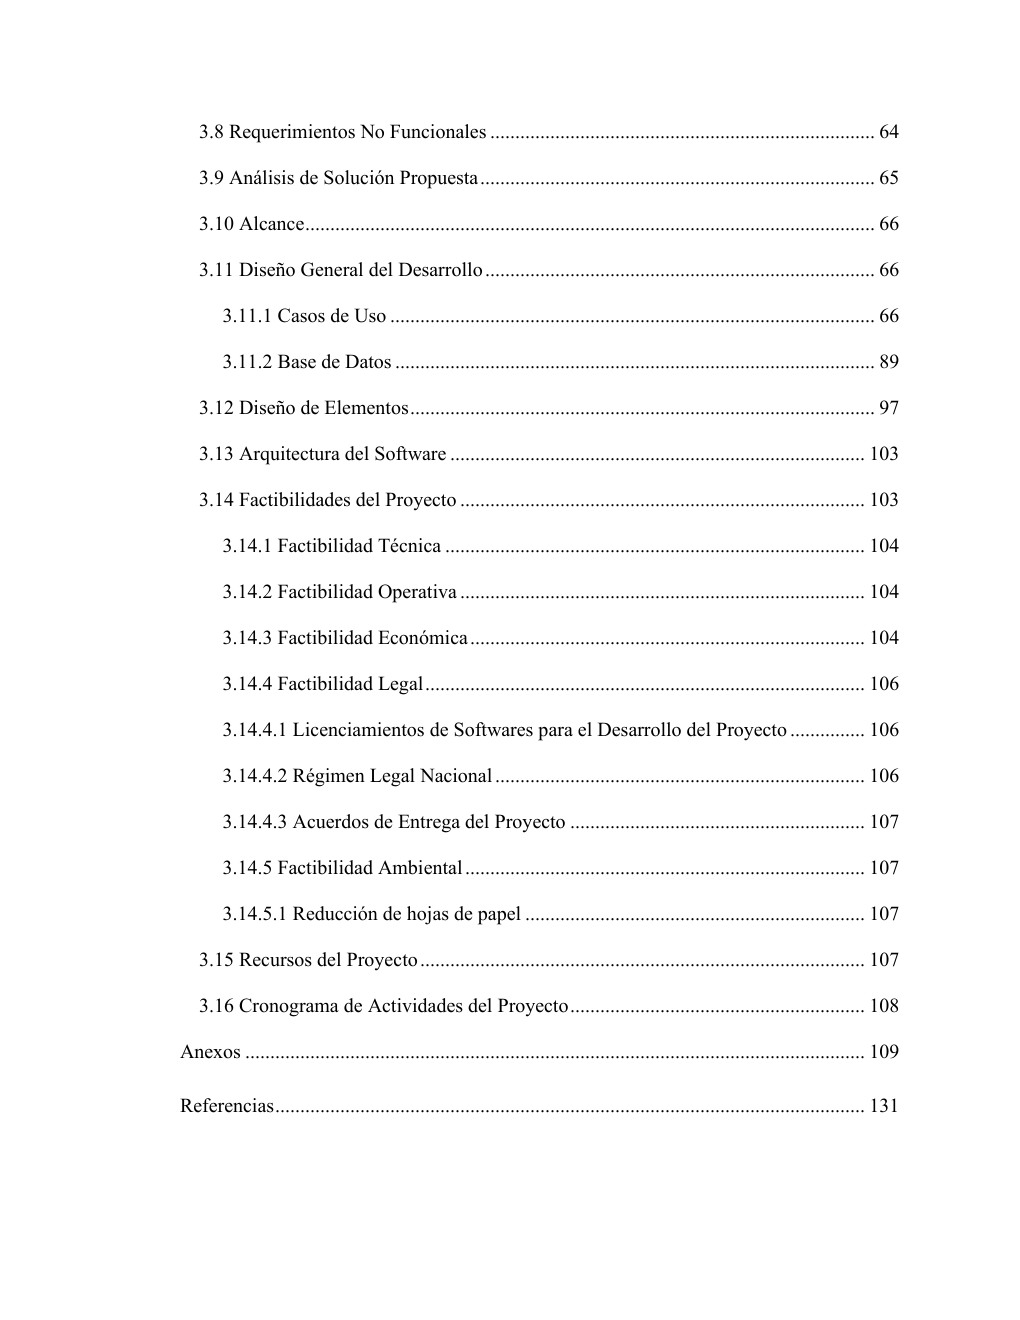 3.8 Requerimientos No Funcionales ............................................................................. 64
3.9 Análisis de Solución Propuesta............................................................................... 65
3.10 Alcance.................................................................................................................. 66
3.11 Diseño General del Desarrollo.............................................................................. 66
3.11.1 Casos de Uso ................................................................................................. 66
3.11.2 Base de Datos ................................................................................................ 89
3.12 Diseño de Elementos............................................................................................. 97
3.13 Arquitectura del Software ................................................................................... 103
3.14 Factibilidades del Proyecto ................................................................................. 103
3.14.1 Factibilidad Técnica .................................................................................... 104
3.14.2 Factibilidad Operativa ................................................................................. 104
3.14.3 Factibilidad Económica............................................................................... 104
3.14.4 Factibilidad Legal........................................................................................ 106
3.14.4.1 Licenciamientos de Softwares para el Desarrollo del Proyecto ............... 106
3.14.4.2 Régimen Legal Nacional.......................................................................... 106
3.14.4.3 Acuerdos de Entrega del Proyecto ........................................................... 107
3.14.5 Factibilidad Ambiental................................................................................ 107
3.14.5.1 Reducción de hojas de papel .................................................................... 107
3.15 Recursos del Proyecto......................................................................................... 107
3.16 Cronograma de Actividades del Proyecto........................................................... 108
Anexos ............................................................................................................................ 109
Referencias...................................................................................................................... 131